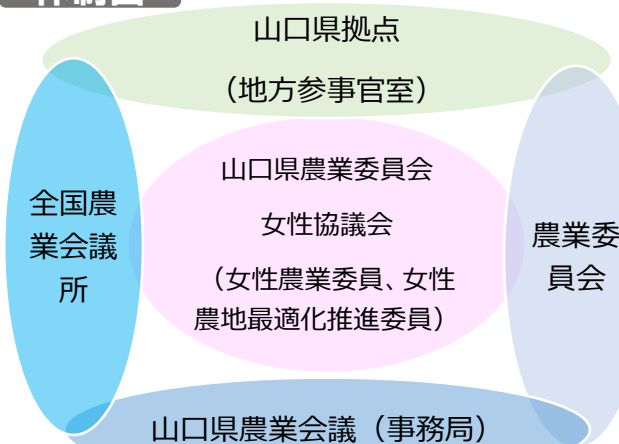 山口県拠点
（地方参事官室）
全国農
業会議
所
山口県農業委員会
女性協議会
（女性農業委員、女性
農地最適化推進委員）
農業委
員会
山口県農業会議（事務局）